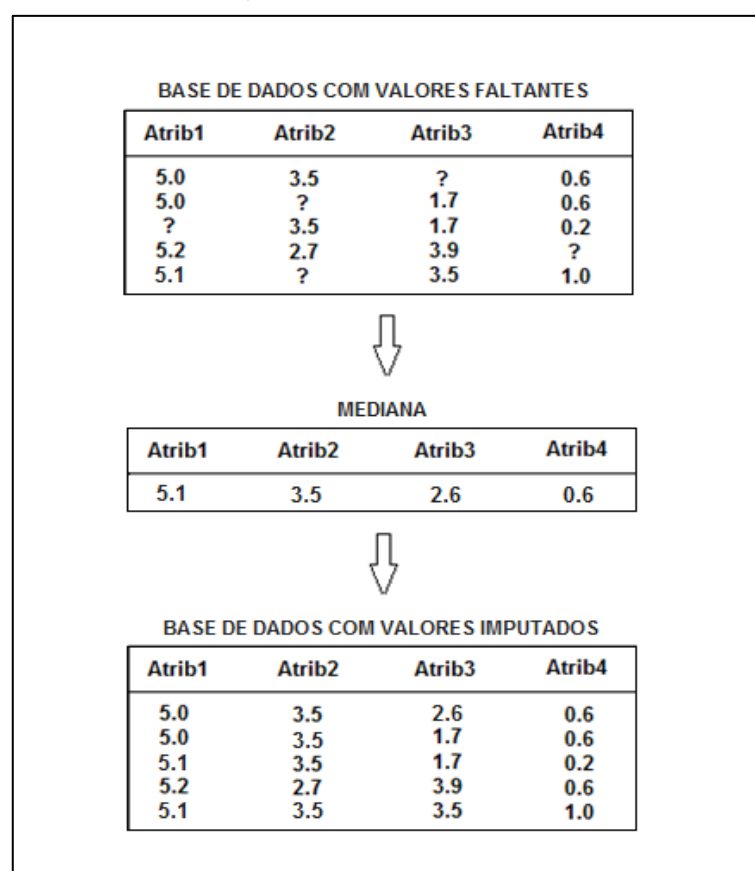 BASE DE DADOS COM VALORES FALTANTES
Atrib1 Atrib2 Atrib3 Atrib4
5.0 3.5 ? 0.6
5.0 ? 1.7 0.6
? 3.5 1.7 0.2
5.2 2.7 3.9 ?
5.1 ? 3.5 1.0
MEDIANA
Atrib1 Atrib2 Atrib3 Atrib4
5.1 3.5 2.6 0.6
BASE DE DADOS COM VALORES IMPUTADOS
Atrib1 Atrib2 Atrib3 Atrib4
5.0 3.5 2.6 0.6
5.0 3.5 1.7 0.6
5.1 3.5 1.7 0.2
5.2 2.7 3.9 0.6
5.1 3.5 3.5 1.0